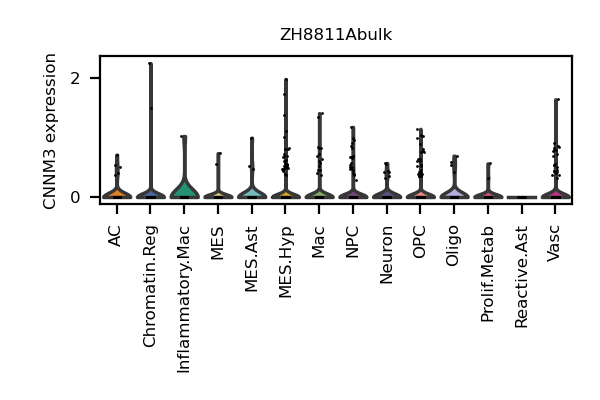 ZH8811Abulk
CNNM3 expression
2
0
AC
Chromatin.Reg
Inflammatory.Mac
MES
MES.Ast
MES.Hyp
Mac
NPC
Neuron
OPC
Oligo
Prolif.Metab
Reactive.Ast
Vasc